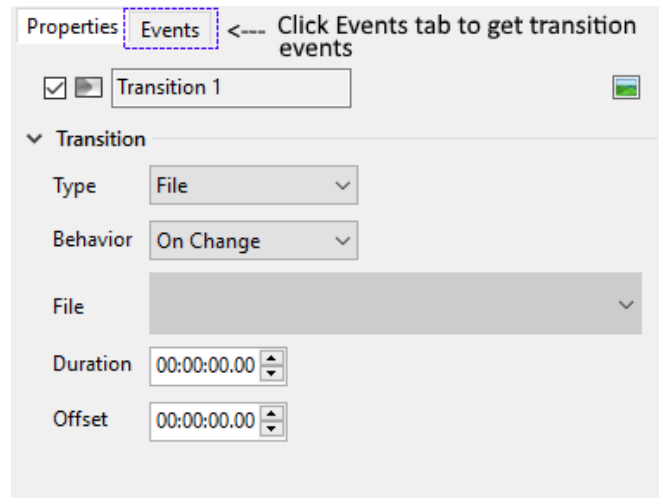 Properties Events <--- Click Events tab to get transition
events
Transition 1
Transition
Type File
Behavior On Change
File
Duration 00:00:00.00
Offset 00:00:00.00